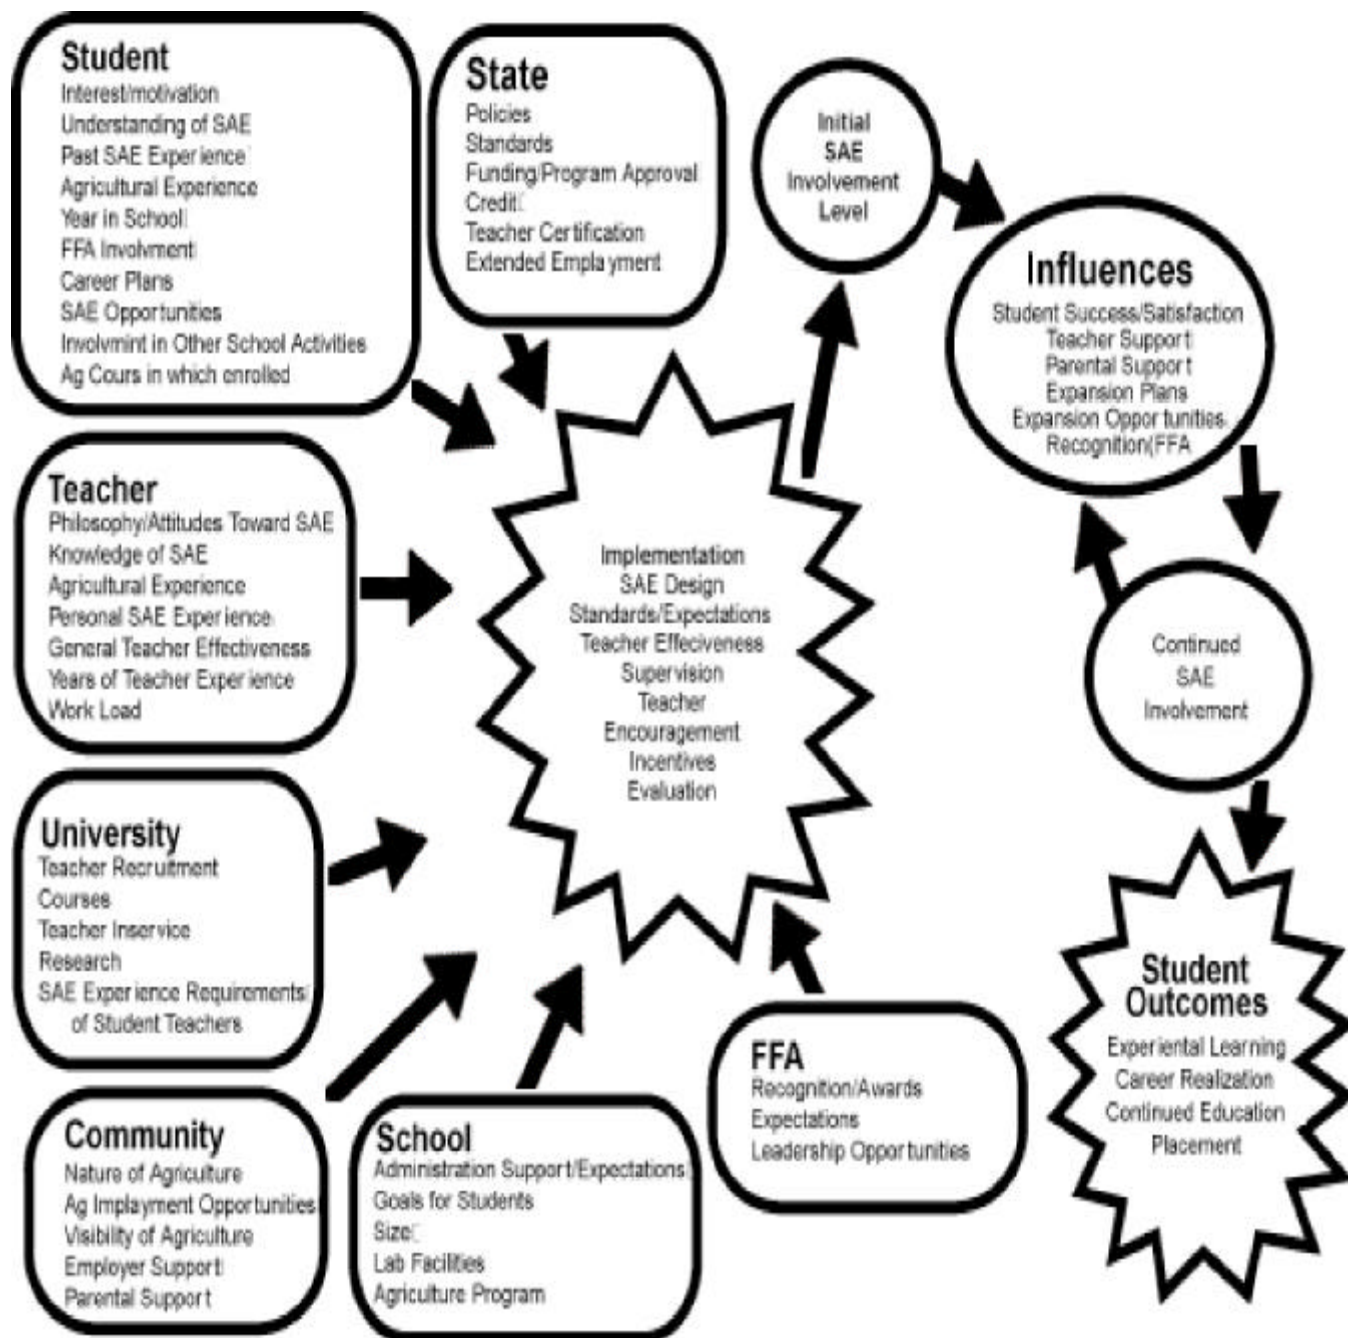 Student
Interest/motivation
Understanding of SAE
Past SAE Experience
Agricultural Experience
Year in School
FFA Involvment
Career Plans
SAE Opportunities
Involvmint in Other School Activities
Ag Cours in which enrolled
State
Policies
Standards
Funding/Program Approval
Credit
Teacher Certification
Extended Emplayment
Initial
SAE
Involvement
Level
Influences
Student Success/Satisfaction
Teacher Support
Parental Support
Expansion Plans
Expansion Opportunities
Recognition(FFA
Teacher
Philosophy/Attitudes Toward SAE
Knowledge of SAE
Agricultural Experience
Personal SAE Experience
General Teacher Effectiveness
Years of Teacher Experience
Work Load
Implementation
SAE Design
Standards/Expectations
Teacher Effeciveness
Supervision
Teacher
Encouragement
Incentives
Evaluation
Continued
SAE
Involvement
University
Teacher Recruitment
Courses
Teacher Inservice
Research
SAE Experience Requirements
of Student Teachers
Community
Nature of Agriculture
Ag Implayment Opportunities
Visibility of Agriculture
Employer Support
Parental Support
School
Administration Support/Expectations
Goals for Students
Size
Lab Facilities
Agriculture Program
FFA
Recognition/Awards
Expectations
Leadership Opportunities
Student
Outcomes
Experiental Learning
Career Realization
Continued Education
Placement